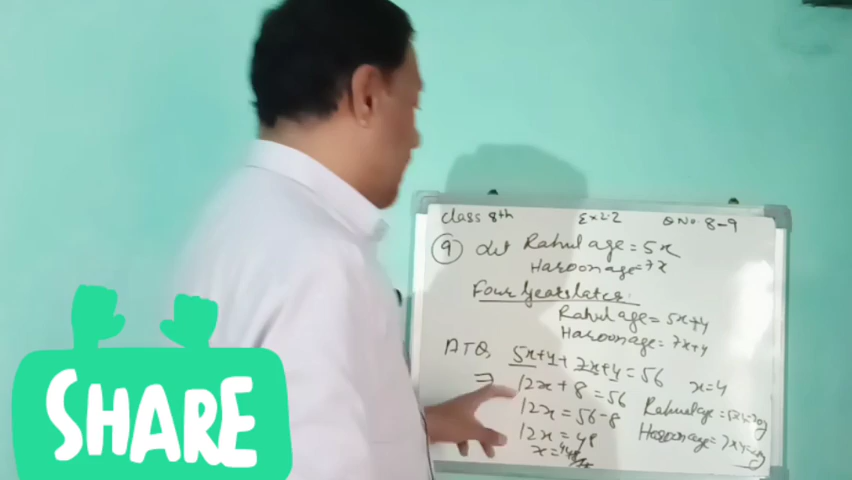 SHARE
Class 8th Ex 2.2 Q No 8-9
(9) Let Rahul age = 5x
Haroon age = 7x
Four years later.
Rahul age = 5x+4
Haroon age = 7x+4
ATQ, 5x+4+7x+4 = 56
⇒ 12x + 8 = 56
12x = 56-8
12x = 48
x =
x=4
Rahul age =
Haroon age =